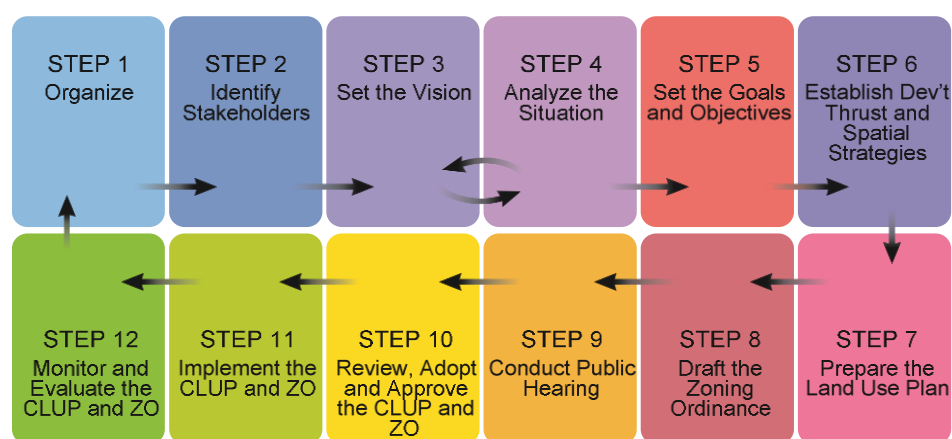 STEP 1
Organize
STEP 2
Identify
Stakeholders
STEP 3
Set the Vision
STEP 4
Analyze the
Situation
STEP 5
Set the Goals
and Objectives
STEP 6
Establish Dev't
Thrust and
Spatial
Strategies
STEP 12
Monitor and
Evaluate the
CLUP and ZO
STEP 11
Implement the
CLUP and ZO
STEP 10
Review, Adopt
and Approve
the CLUP and
ZO
STEP 9
Conduct Public
Hearing
STEP 8
Draft the
Zoning
Ordinance
STEP 7
Prepare the
Land Use Plan